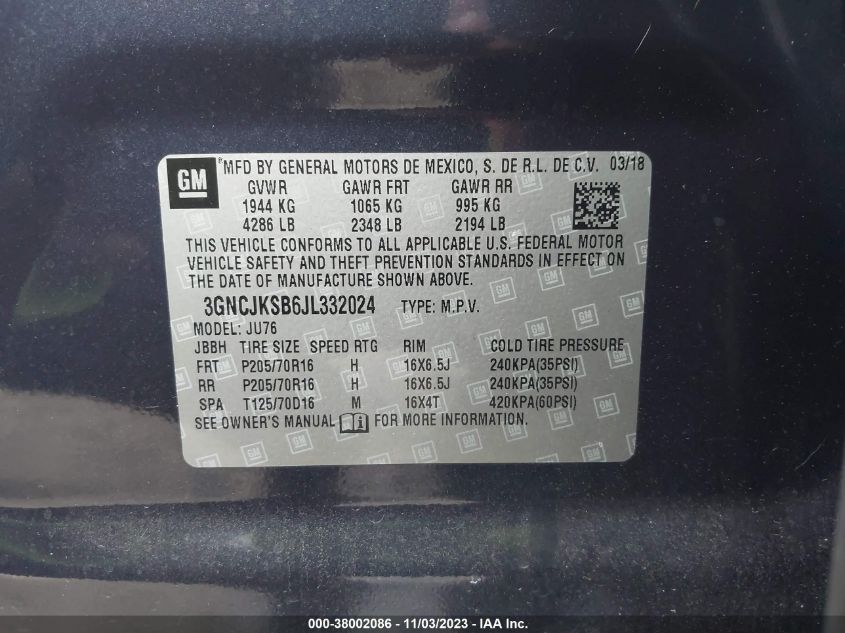 GM MFD BY GENERAL MOTORS DE MEXICO, S. DE R.L. DE C.V. 03/18
GVWR GAWR FRT GAWR RR
1944 KG 1065 KG 995 KG
4286 LB 2348 LB 2194 LB
THIS VEHICLE CONFORMS TO ALL APPLICABLE U.S. FEDERAL MOTOR
VEHICLE SAFETY AND THEFT PREVENTION STANDARDS IN EFFECT ON
THE DATE OF MANUFACTURE SHOWN ABOVE.
3GNCJKSB6JL332024 TYPE: M.P.V.
MODEL: JU76
JBBH TIRE SIZE SPEED RTG RIM COLD TIRE PRESSURE
FRT P205/70R16 H 16X6.5J 240KPA(35PSI)
RR P205/70R16 H 16X6.5J 240KPA(35PSI)
SPA T125/70D16 M 16X4T 420KPA(60PSI)
SEE OWNER'S MANUAL FOR MORE INFORMATION.
000-38002086 - 11/03/2023 - IAA Inc.